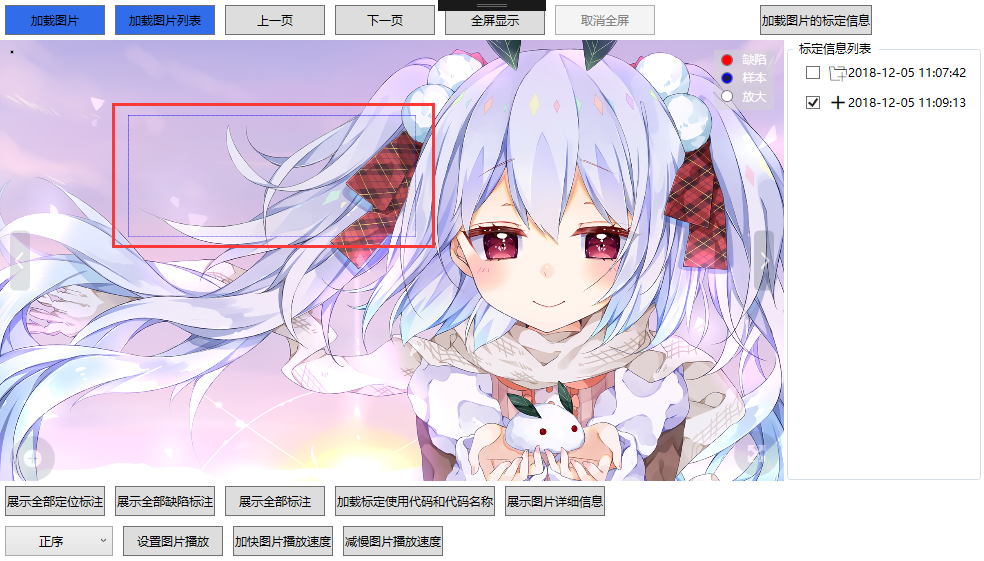 加载图片
加载图片列表
上一页
下一页
全屏显示
取消全屏
加载图片的标定信息
缺陷
样本
放大
标定信息列表
2018-12-05 11:07:42
2018-12-05 11:09:13
展示全部定位标注
展示全部缺陷标注
展示全部标注
加载标定使用代码和代码名称
展示图片详细信息
正序
设置图片播放
加快图片播放速度
减慢图片播放速度